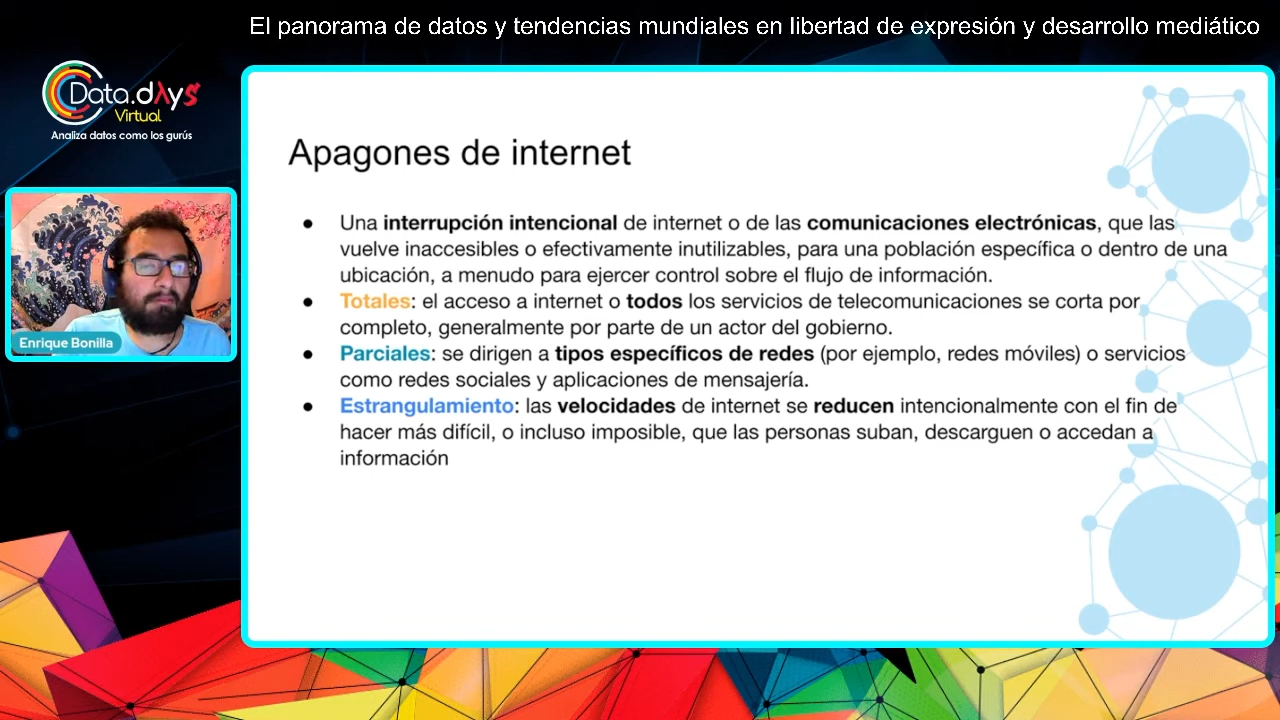 El panorama de datos y tendencias mundiales en libertad de expresión y desarrollo mediático
Data.dAys
Virtual
Analiza datos como los gurús
Enrique Bonilla
Apagones de internet
● Una interrupción intencional de internet o de las comunicaciones electrónicas, que las
vuelve inaccesibles o efectivamente inutilizables, para una población específica o dentro de una
ubicación, a menudo para ejercer control sobre el flujo de información.
● Totales: el acceso a internet o todos los servicios de telecomunicaciones se corta por
completo, generalmente por parte de un actor del gobierno.
● Parciales: se dirigen a tipos específicos de redes (por ejemplo, redes móviles) o servicios
como redes sociales y aplicaciones de mensajería.
● Estrangulamiento: las velocidades de internet se reducen intencionalmente con el fin de
hacer más difícil, o incluso imposible, que las personas suban, descarguen o accedan a
información